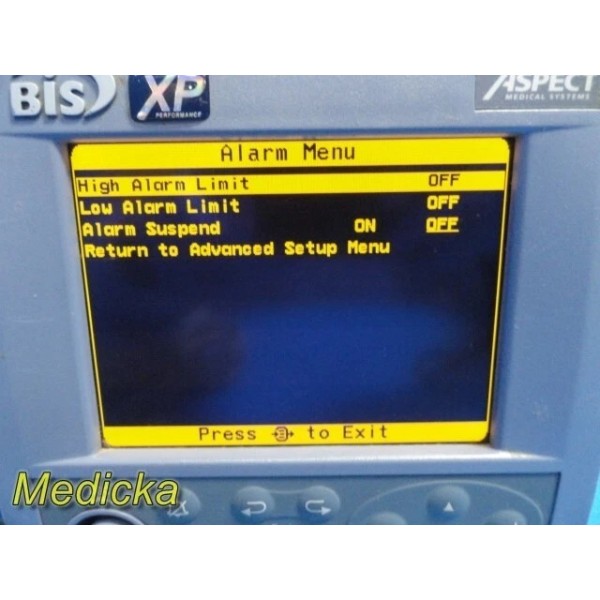 BIS XP ASPECT
PERFORMANCE MEDICAL SYSTEMS
Alarm Menu
High Alarm Limit OFF
Low Alarm Limit OFF
Alarm Suspend ON OFF
Return to Advanced Setup Menu
Press to Exit
Medicka